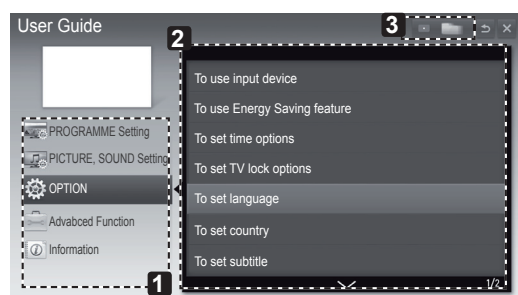 User Guide
3
2
To use input device
To use Energy Saving feature
PROGRAMME Setting
To set time options
PICTURE, SOUND Setting
To set TV lock options
OPTION
To set language
Advabced Function
To set country
Information
To set subtitle
1
1/2